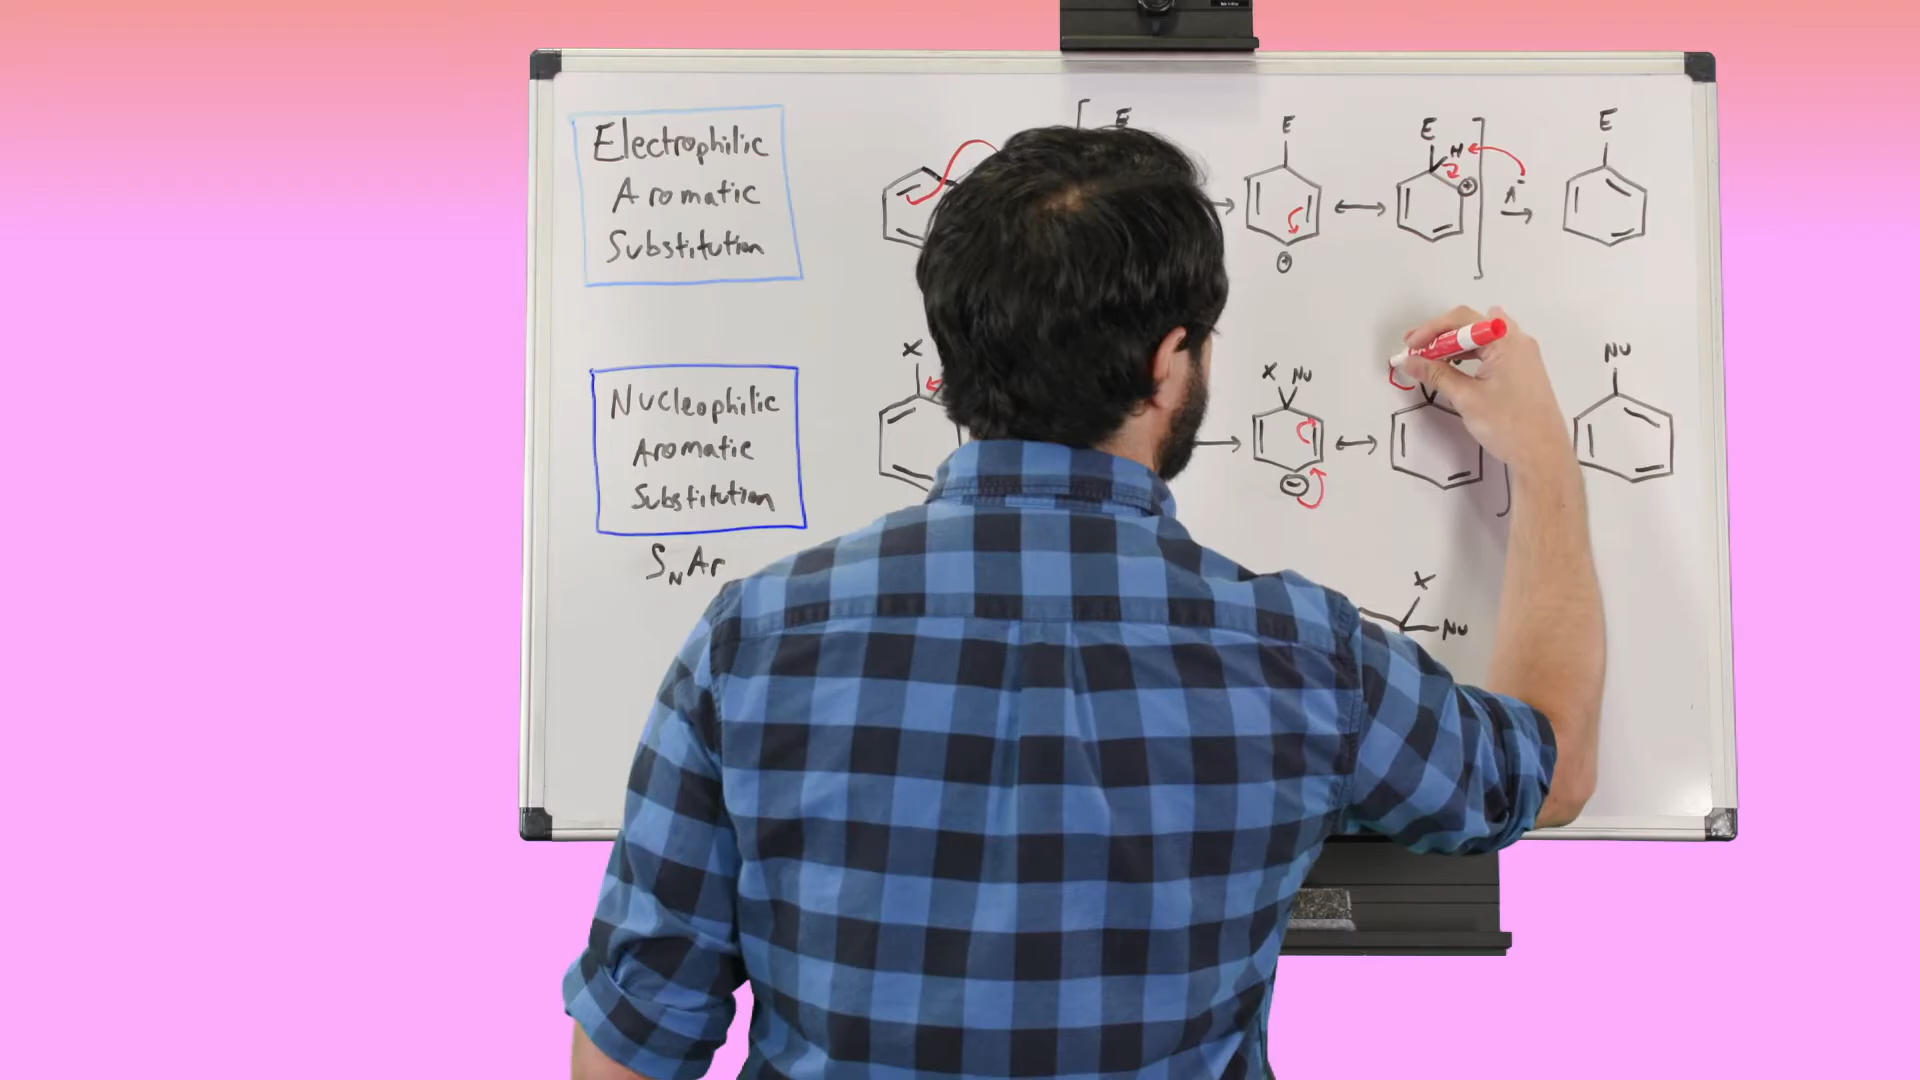 Electrophilic
Aromatic
Substitution
E
E
E
H
⊕
E
⊕
A⁻
Nucleophilic
Aromatic
Substitution
SNAr
X
X Nu
⊖
Nu
X
Nu